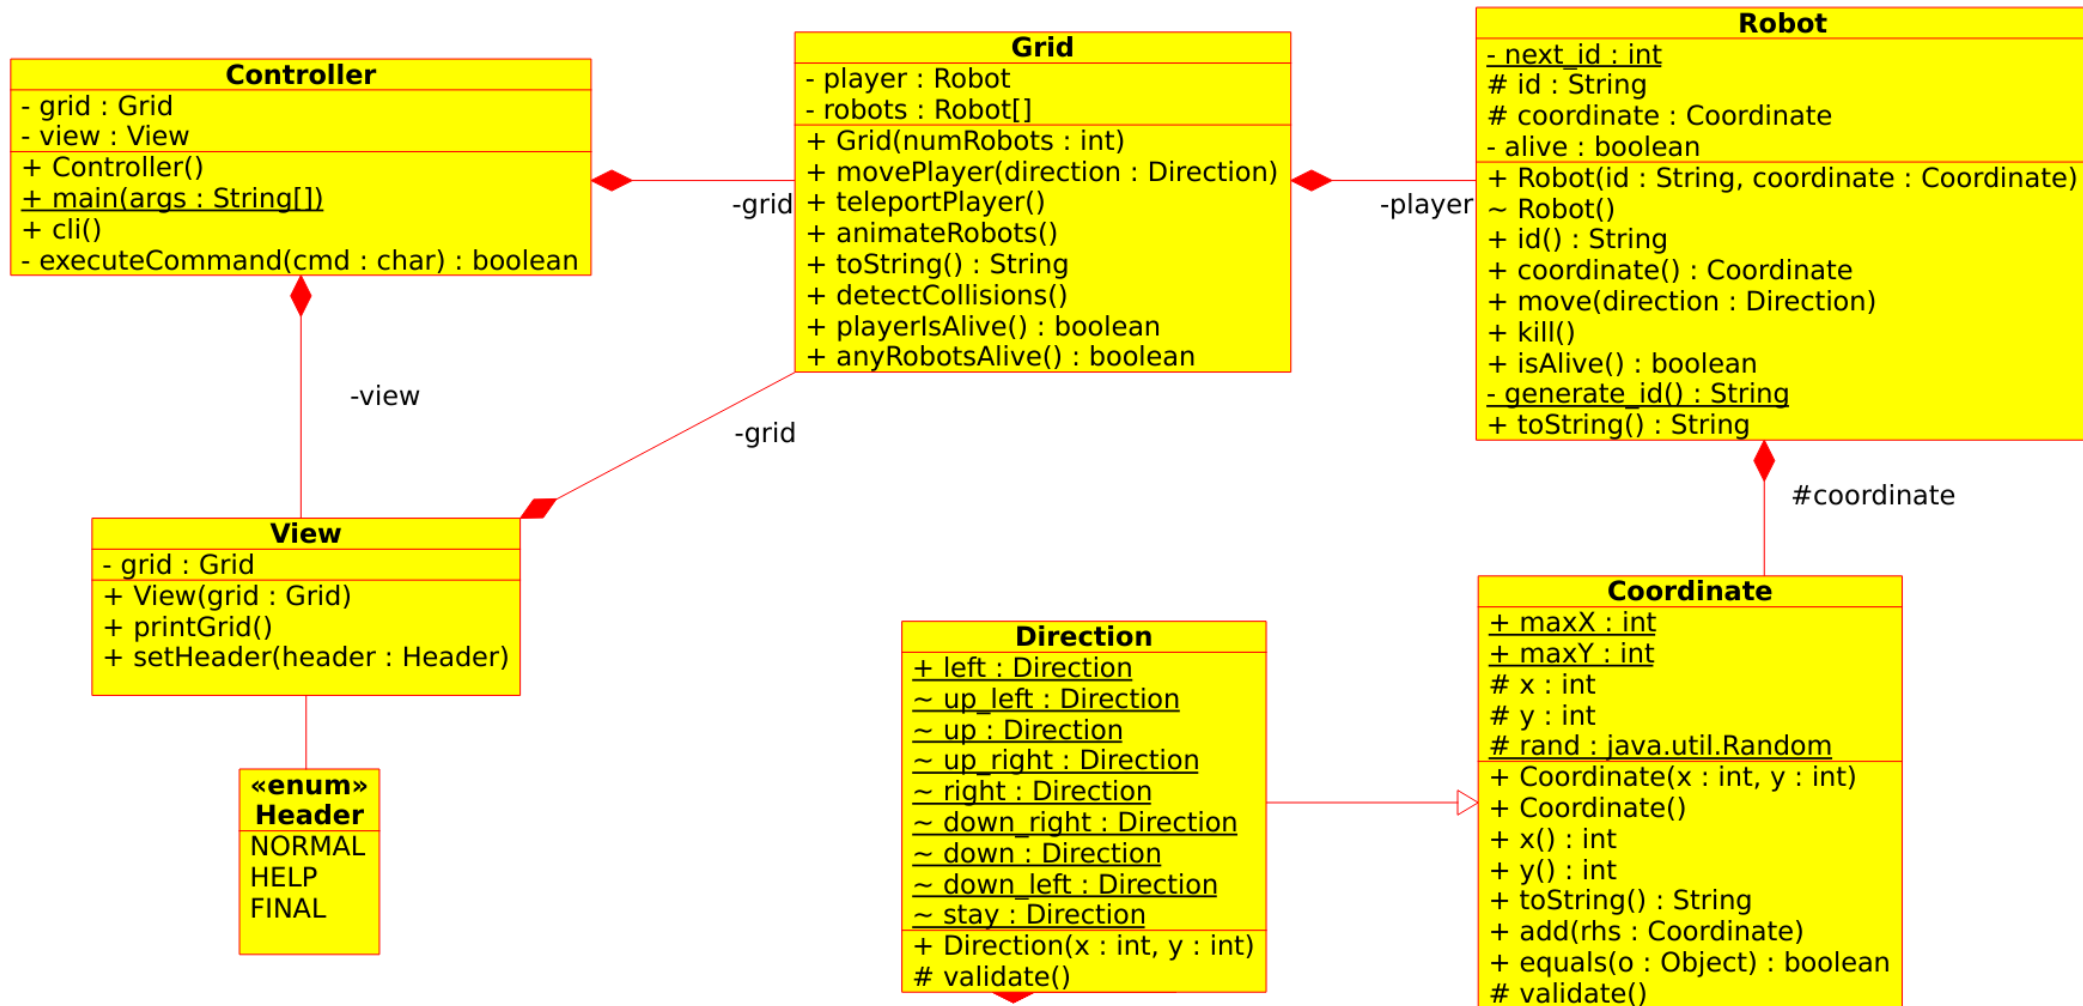 Controller
- grid : Grid
- view : View
+ Controller()
+ main(args : String[])
+ cli()
- executeCommand(cmd : char) : boolean
-grid
-view
Grid
- player : Robot
- robots : Robot[]
+ Grid(numRobots : int)
+ movePlayer(direction : Direction)
+ teleportPlayer()
+ animateRobots()
+ toString() : String
+ detectCollisions()
+ playerIsAlive() : boolean
+ anyRobotsAlive() : boolean
-player
-grid
Robot
- next_id : int
# id : String
# coordinate : Coordinate
- alive : boolean
+ Robot(id : String, coordinate : Coordinate)
~ Robot()
+ id() : String
+ coordinate() : Coordinate
+ move(direction : Direction)
+ kill()
+ isAlive() : boolean
- generate_id() : String
+ toString() : String
#coordinate
View
- grid : Grid
+ View(grid : Grid)
+ printGrid()
+ setHeader(header : Header)
«enum»
Header
NORMAL
HELP
FINAL
Direction
+ left : Direction
~ up_left : Direction
~ up : Direction
~ up_right : Direction
~ right : Direction
~ down_right : Direction
~ down : Direction
~ down_left : Direction
~ stay : Direction
+ Direction(x : int, y : int)
# validate()
Coordinate
+ maxX : int
+ maxY : int
# x : int
# y : int
# rand : java.util.Random
+ Coordinate(x : int, y : int)
+ Coordinate()
+ x() : int
+ y() : int
+ toString() : String
+ add(rhs : Coordinate)
+ equals(o : Object) : boolean
# validate()